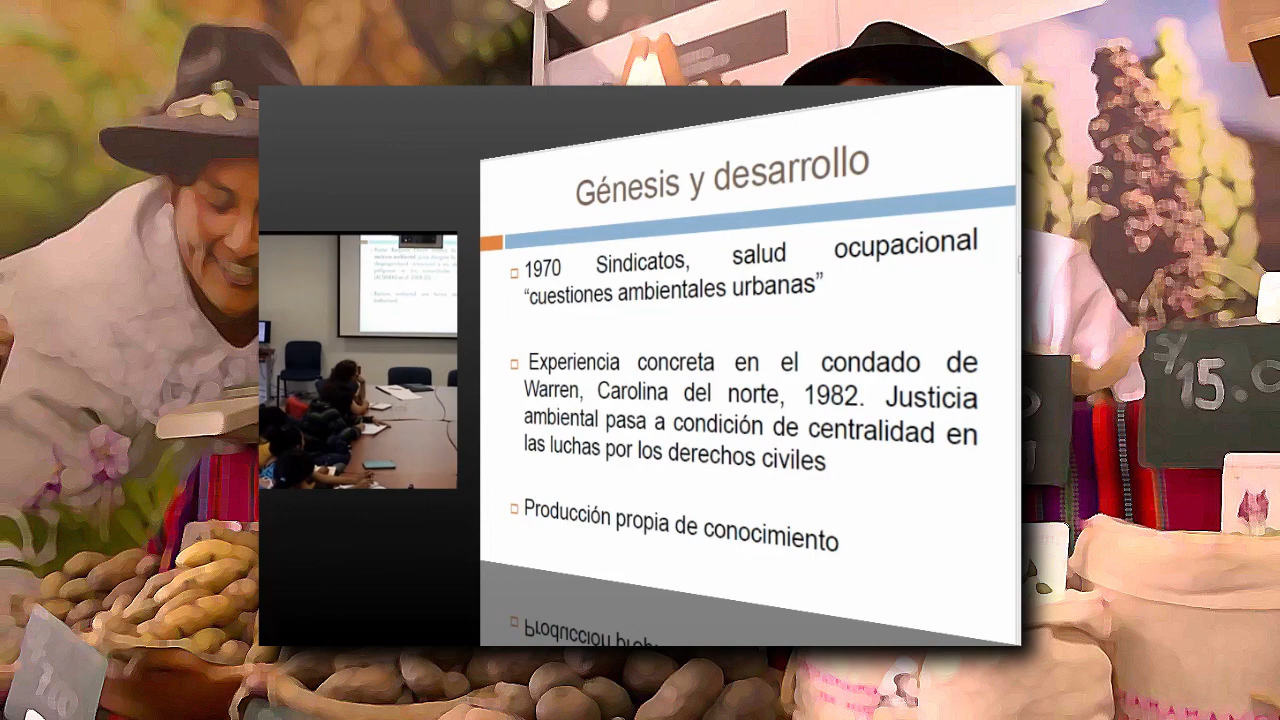 Génesis y desarrollo
1970 Sindicatos, salud ocupacional
“cuestiones ambientales urbanas”
Experiencia concreta en el condado de
Warren, Carolina del norte, 1982. Justicia
ambiental pasa a condición de centralidad en
las luchas por los derechos civiles
Producción propia de conocimiento
S/
15.